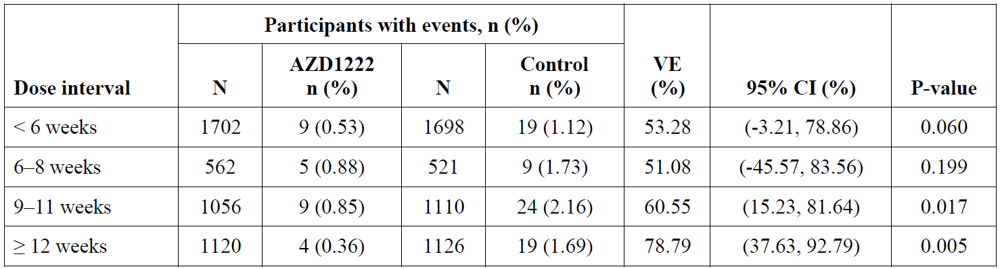 Participants with events, n (%)
Dose interval N AZD1222 n (%) N Control n (%) VE (%) 95% CI (%) P-value
< 6 weeks 1702 9 (0.53) 1698 19 (1.12) 53.28 (-3.21, 78.86) 0.060
6–8 weeks 562 5 (0.88) 521 9 (1.73) 51.08 (-45.57, 83.56) 0.199
9–11 weeks 1056 9 (0.85) 1110 24 (2.16) 60.55 (15.23, 81.64) 0.017
≥ 12 weeks 1120 4 (0.36) 1126 19 (1.69) 78.79 (37.63, 92.79) 0.005